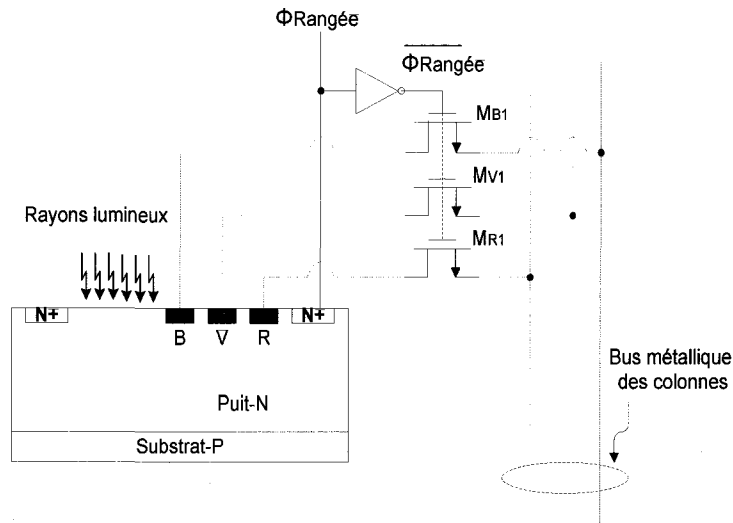 ΦRangée
ΦRangée
MB1
MV1
Rayons lumineux
MR1
N+
N+
B
V
R
Bus métallique
des colonnes
Puit-N
Substrat-P